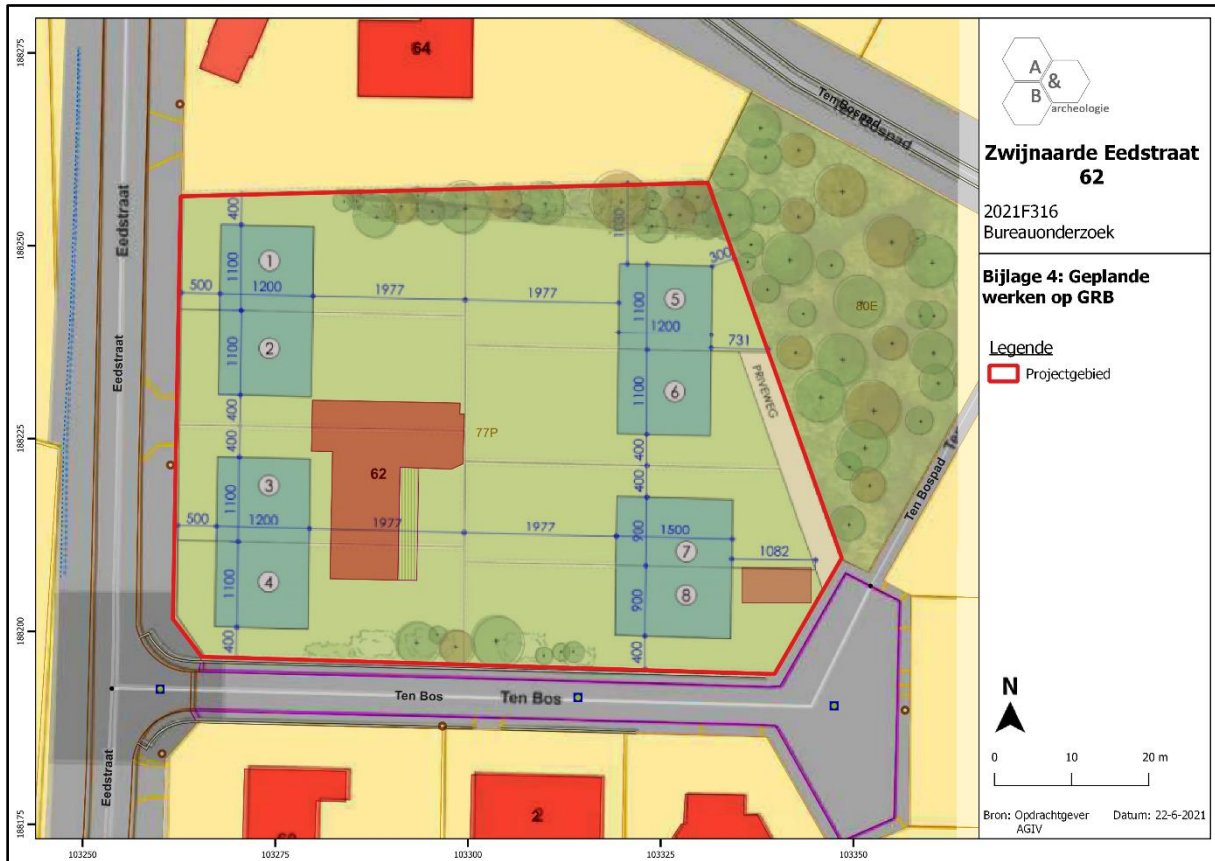 188275
188250
188225
188200
188175
103250
103275
103300
103325
103350
64
Ten Bospad
Ten Bospad
Eedstraat
Eedstraat
400
1
1100
500
1200
1977
1977
2
1100
400
1030
300
5
1100
1200
731
6
1100
PRIVEWEG
80E
400
77P
62
400
400
3
1100
500
1200
1977
1977
900
1500
7
1082
4
1100
8
900
400
400
Ten Bospad
Ten Bos
Ten Bos
Eedstraat
2
A & B
archeologie
Zwijnaarde Eedstraat
62
2021F316
Bureauonderzoek
Bijlage 4: Geplande
werken op GRB
Legende
Projectgebied
N
0 10 20 m
Bron: Opdrachtgever
AGIV
Datum: 22-6-2021